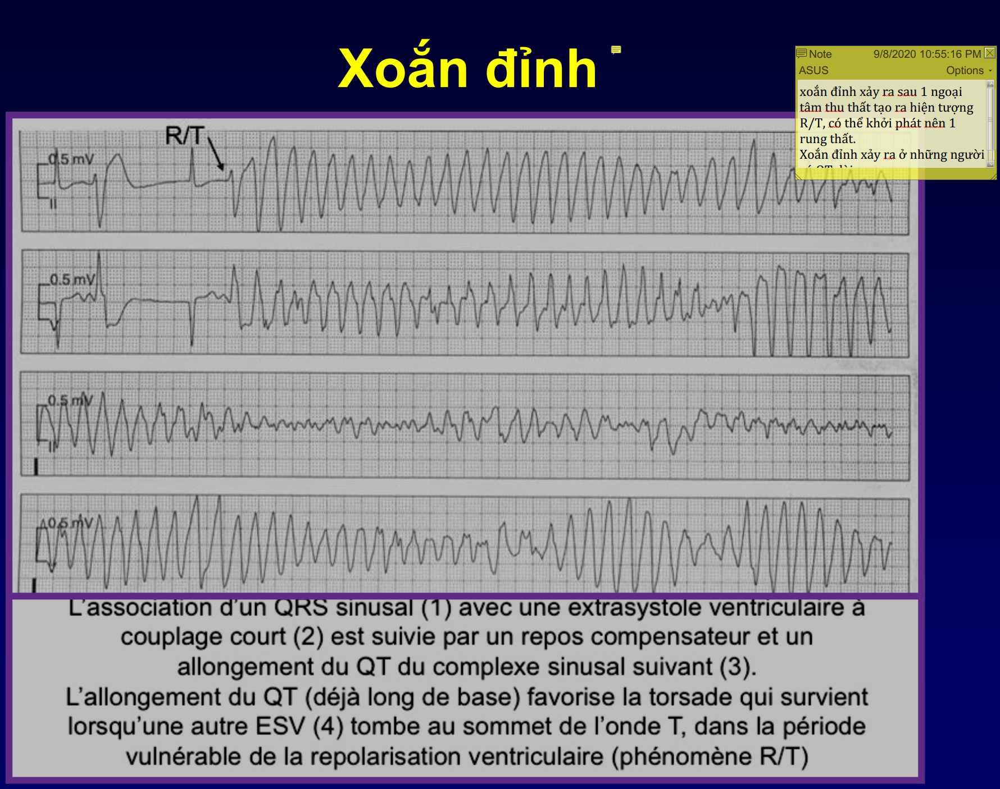 Xoắn đỉnh
Note 9/8/2020 10:55:16 PM
ASUS Options
xoắn đỉnh xảy ra sau 1 ngoại
tâm thu thất tạo ra hiện tượng
R/T, có thể khởi phát nên 1
rung thất.
Xoắn đỉnh xảy ra ở những người
R/T
0.5 mV
II
0.5 mV
0.5 mV
II
0.5 mV
L'association d'un QRS sinusal (1) avec une extrasystole ventriculaire à
couplage court (2) est suivie par un repos compensateur et un
allongement du QT du complexe sinusal suivant (3).
L'allongement du QT (déjà long de base) favorise la torsade qui survient
lorsqu'une autre ESV (4) tombe au sommet de l'onde T, dans la période
vulnérable de la repolarisation ventriculaire (phénomène R/T)